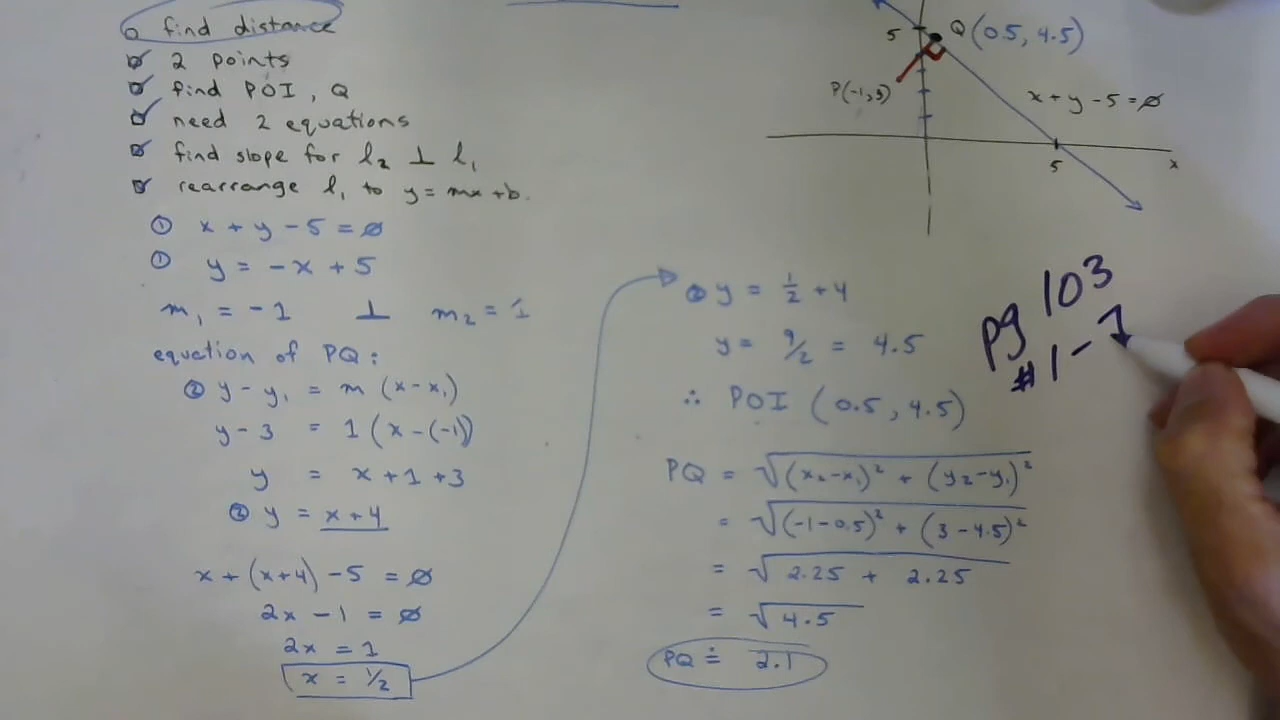 find distance
2 points
find POI, Q
need 2 equations
find slope for l₂ ⊥ l₁
rearrange l₁ to y = mx + b.
① x + y - 5 = ∅
① y = -x + 5
m₁ = -1 ⊥ m₂ = 1
equation of PQ:
② y - y₁ = m (x - x₁)
y - 3 = 1 (x - (-1))
y = x + 1 + 3
② y = x + 4
x + (x+4) - 5 = ∅
2x - 1 = ∅
2x = 1
x = 1/2
5 Q (0.5, 4.5)
P(-1,3)
x + y - 5 = ∅
5 x
② y = 1/2 + 4
y = 9/2 = 4.5
∴ POI (0.5, 4.5)
PQ = √(x₂-x₁)² + (y₂-y₁)²
= √(-1-0.5)² + (3-4.5)²
= √2.25 + 2.25
= √4.5
PQ ≐ 2.1
pg 103
#1-7